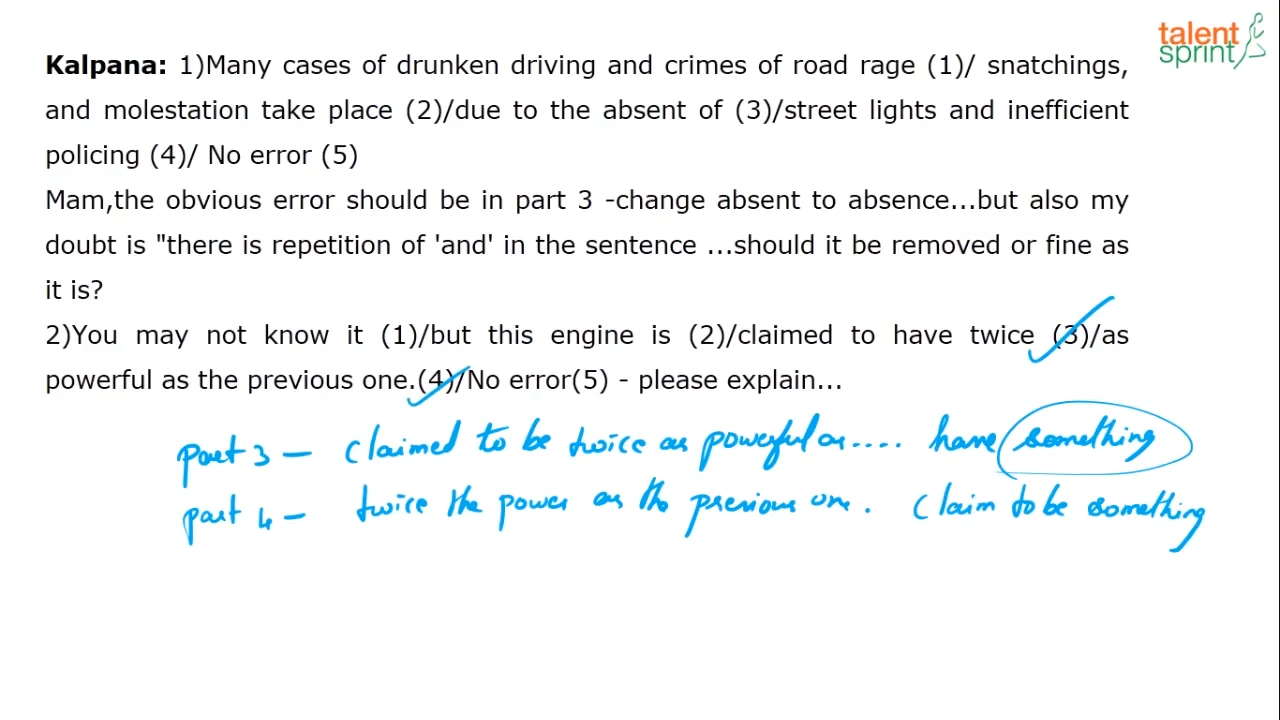 talent
sprint
Kalpana: 1)Many cases of drunken driving and crimes of road rage (1)/ snatchings,
and molestation take place (2)/due to the absent of (3)/street lights and inefficient
policing (4)/ No error (5)
Mam,the obvious error should be in part 3 -change absent to absence...but also my
doubt is "there is repetition of 'and' in the sentence ...should it be removed or fine as
it is?
2)You may not know it (1)/but this engine is (2)/claimed to have twice (3)/as
powerful as the previous one.(4)/No error(5) - please explain...
part 3 – claimed to be twice as powerful as.... have something
part 4 – twice the power as the previous one. claim to be something